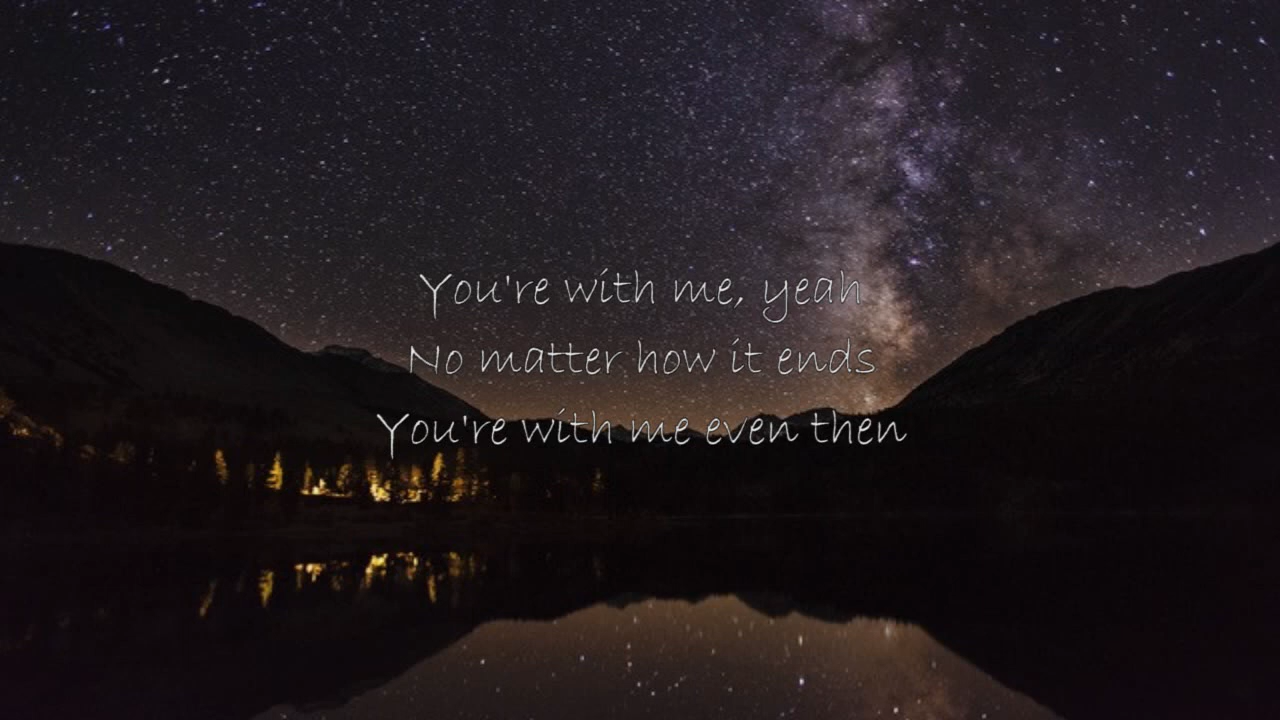 You're with me, yeah
No matter how it ends
You're with me even then